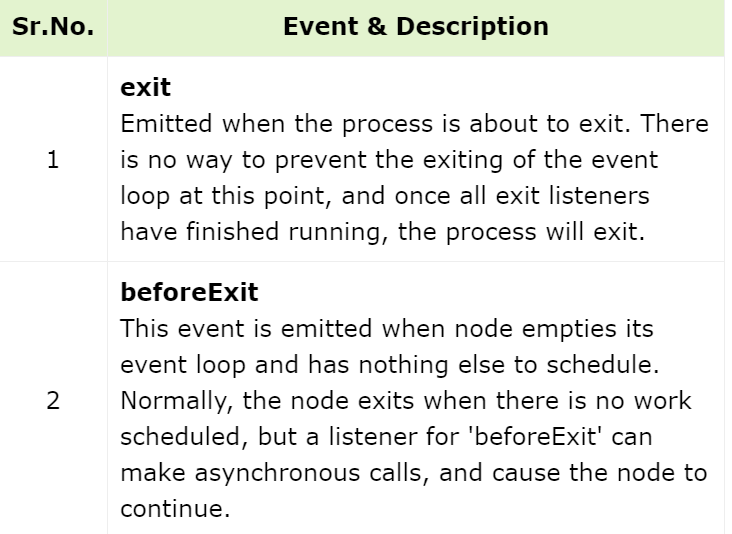 Sr.No. Event & Description
exit
Emitted when the process is about to exit. There
1 is no way to prevent the exiting of the event
loop at this point, and once all exit listeners
have finished running, the process will exit.
beforeExit
This event is emitted when node empties its
event loop and has nothing else to schedule.
2 Normally, the node exits when there is no work
scheduled, but a listener for 'beforeExit' can
make asynchronous calls, and cause the node to
continue.